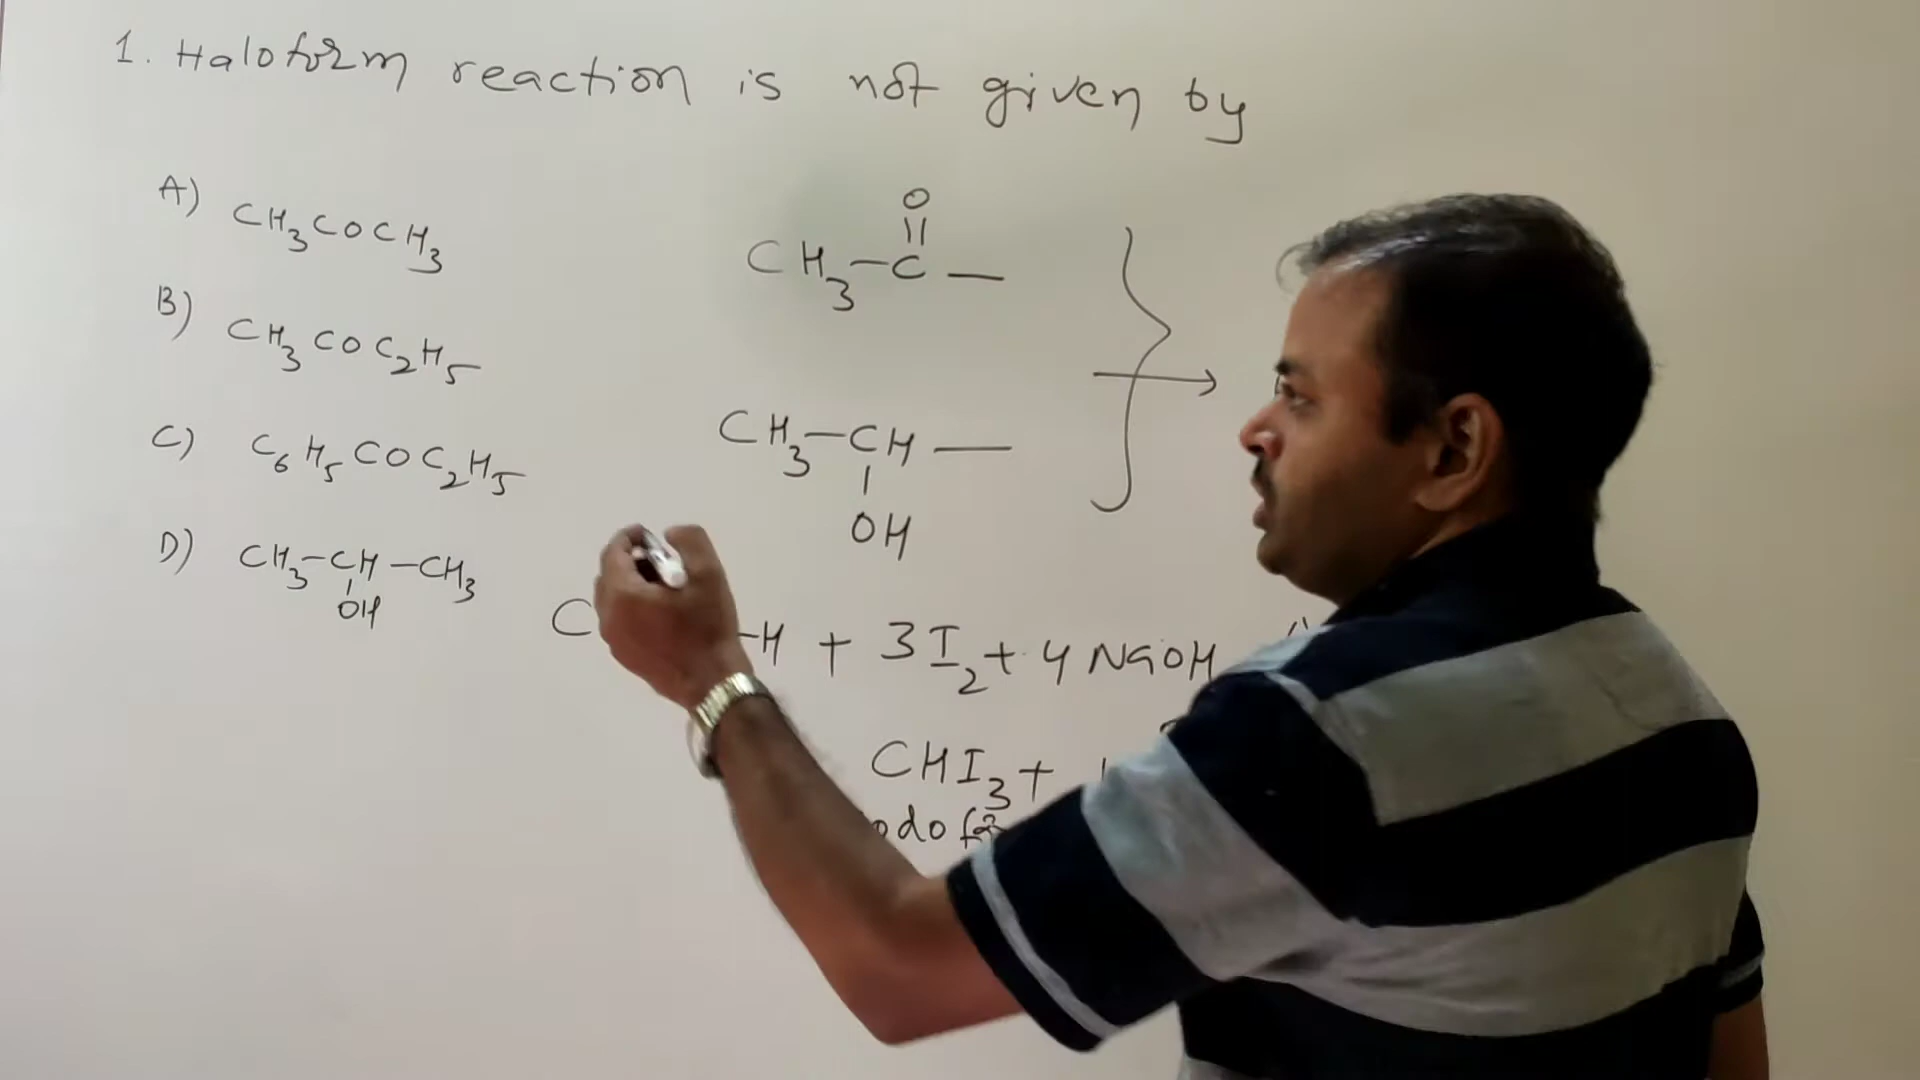 1. Haloform reaction is not given by
A) CH3COCH3
B) CH3COC2H5
C) C6H5COC2H5
D) CH3-CH-CH3
OH
O
||
CH3-C-
CH3-CH-
|
OH
C -H + 3I2 + 4NaOH
CHI3 +